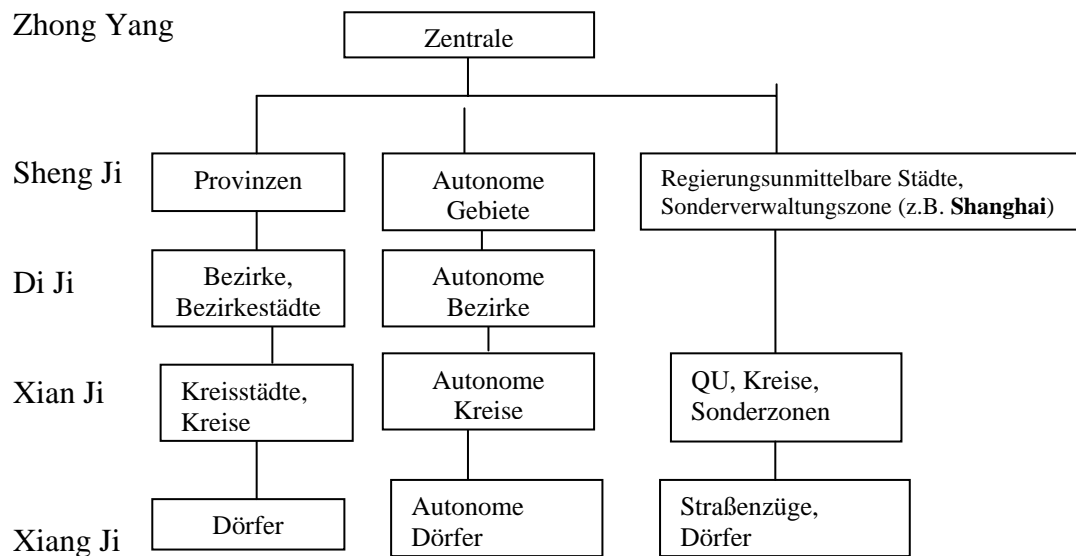 Zhong Yang
Zentrale
Sheng Ji
Provinzen
Autonome
Gebiete
Regierungsunmittelbare Städte,
Sonderverwaltungszone (z.B. Shanghai)
Di Ji
Bezirke,
Bezirkestädte
Autonome
Bezirke
Xian Ji
Kreisstädte,
Kreise
Autonome
Kreise
QU, Kreise,
Sonderzonen
Xiang Ji
Dörfer
Autonome
Dörfer
Straßenzüge,
Dörfer